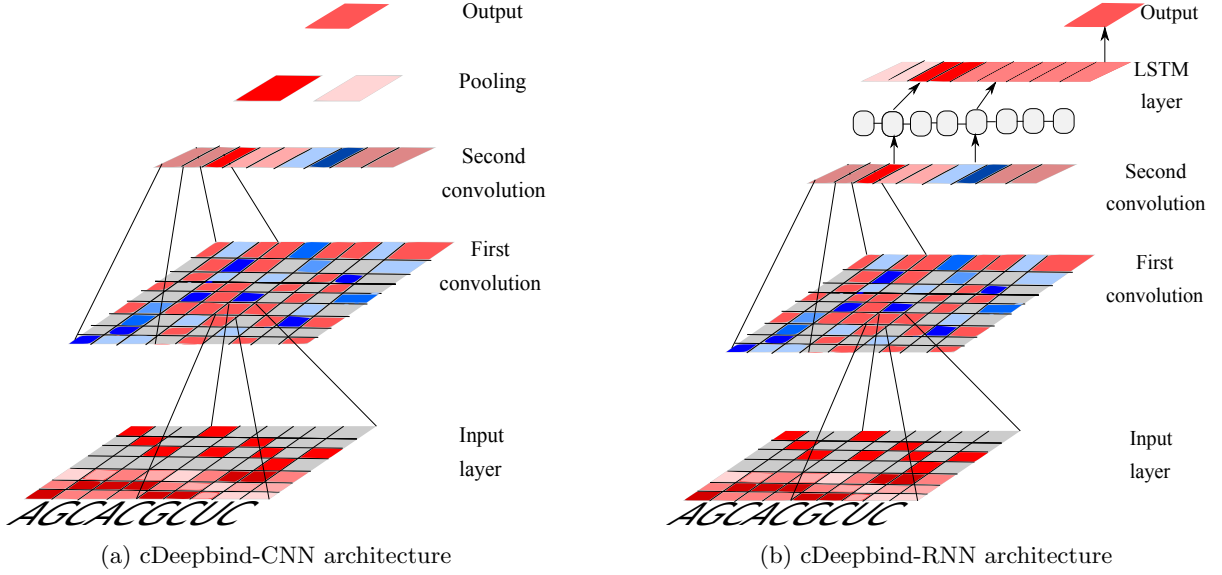 Output
Pooling
Second
convolution
First
convolution
Input
layer
AGCACGCUC
(a) cDeepbind-CNN architecture
Output
LSTM
layer
Second
convolution
First
convolution
Input
layer
AGCACGCUC
(b) cDeepbind-RNN architecture